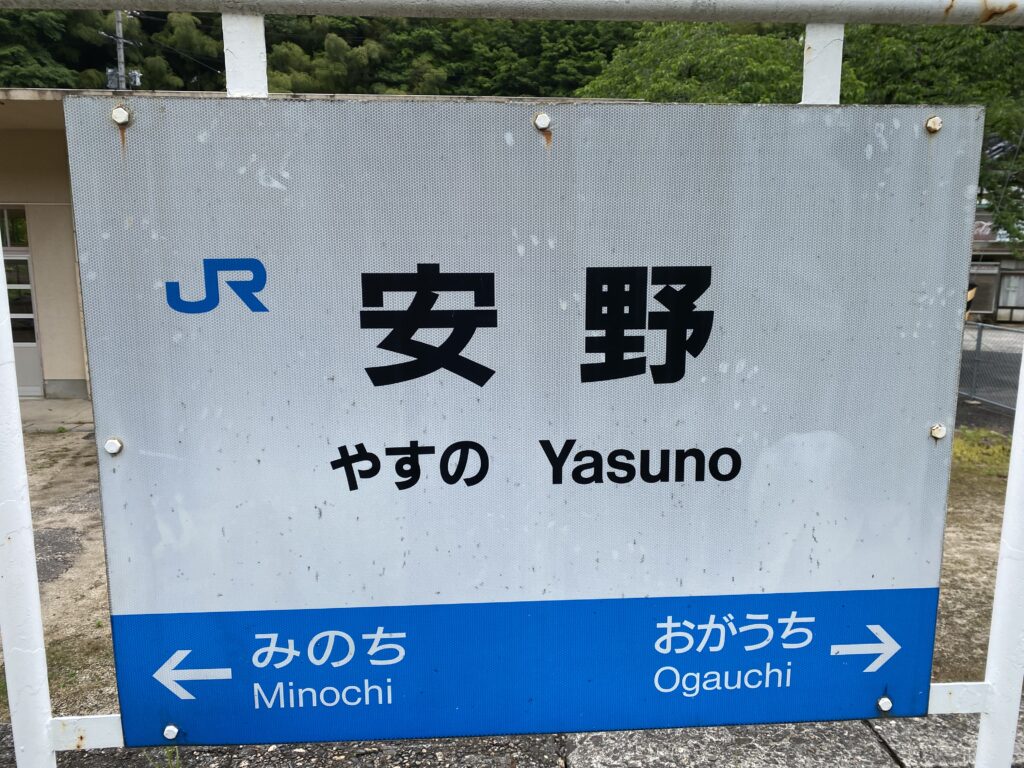 JR 安野
やすの Yasuno
← みのち
Minochi
おがうち →
Ogauchi